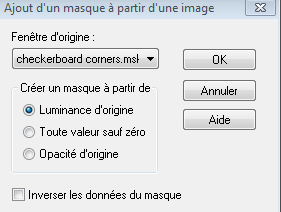 Ajout d'un masque à partir d'une image
Fenêtre d'origine :
checkerboard corners.msk
OK
Créer un masque à partir de
Annuler
Luminance d'origine
Aide
Toute valeur sauf zéro
Opacité d'origine
Inverser les données du masque